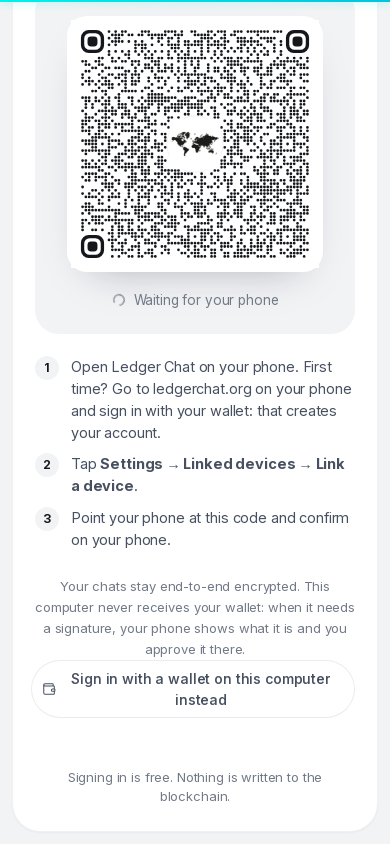 Waiting for your phone
1 Open Ledger Chat on your phone. First
time? Go to ledgerchat.org on your phone
and sign in with your wallet: that creates
your account.
2 Tap Settings → Linked devices → Link
a device.
3 Point your phone at this code and confirm
on your phone.
Your chats stay end-to-end encrypted. This
computer never receives your wallet: when it needs
a signature, your phone shows what it is and you
approve it there.
Sign in with a wallet on this computer
instead
Signing in is free. Nothing is written to the
blockchain.